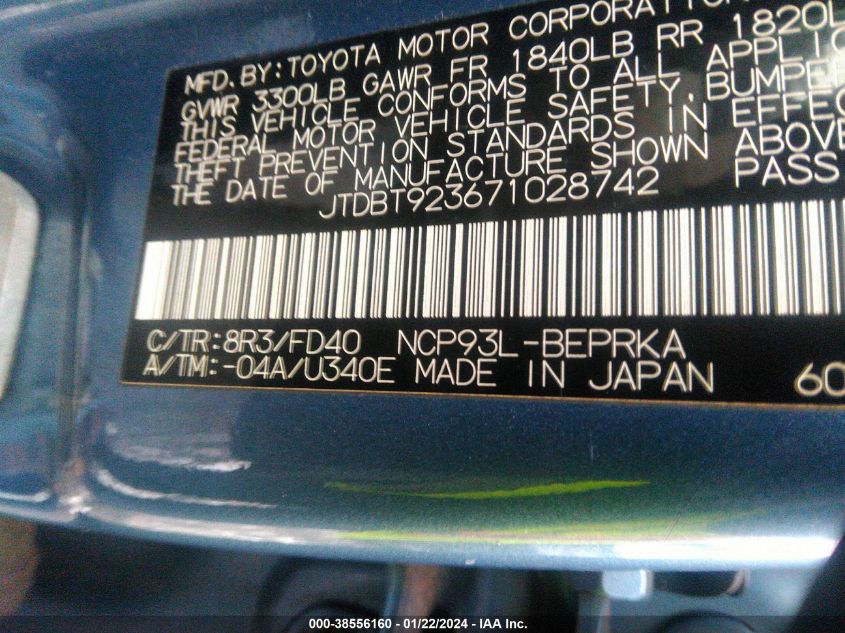 MFD. BY: TOYOTA MOTOR CORPORATION
GVWR 3300LB GAWR FR 1840LB RR 1820L
THIS VEHICLE CONFORMS TO ALL APPLIC
FEDERAL MOTOR VEHICLE SAFETY, BUMPER
THEFT PREVENTION STANDARDS IN EFFEC
THE DATE OF MANUFACTURE SHOWN ABOVE
JTDBT923671028742 PASS
C/TR:8R3/FD40 NCP93L-BEPRKA
A/TM:-04A/U340E MADE IN JAPAN 60
000-38556160 - 01/22/2024 - IAA Inc.